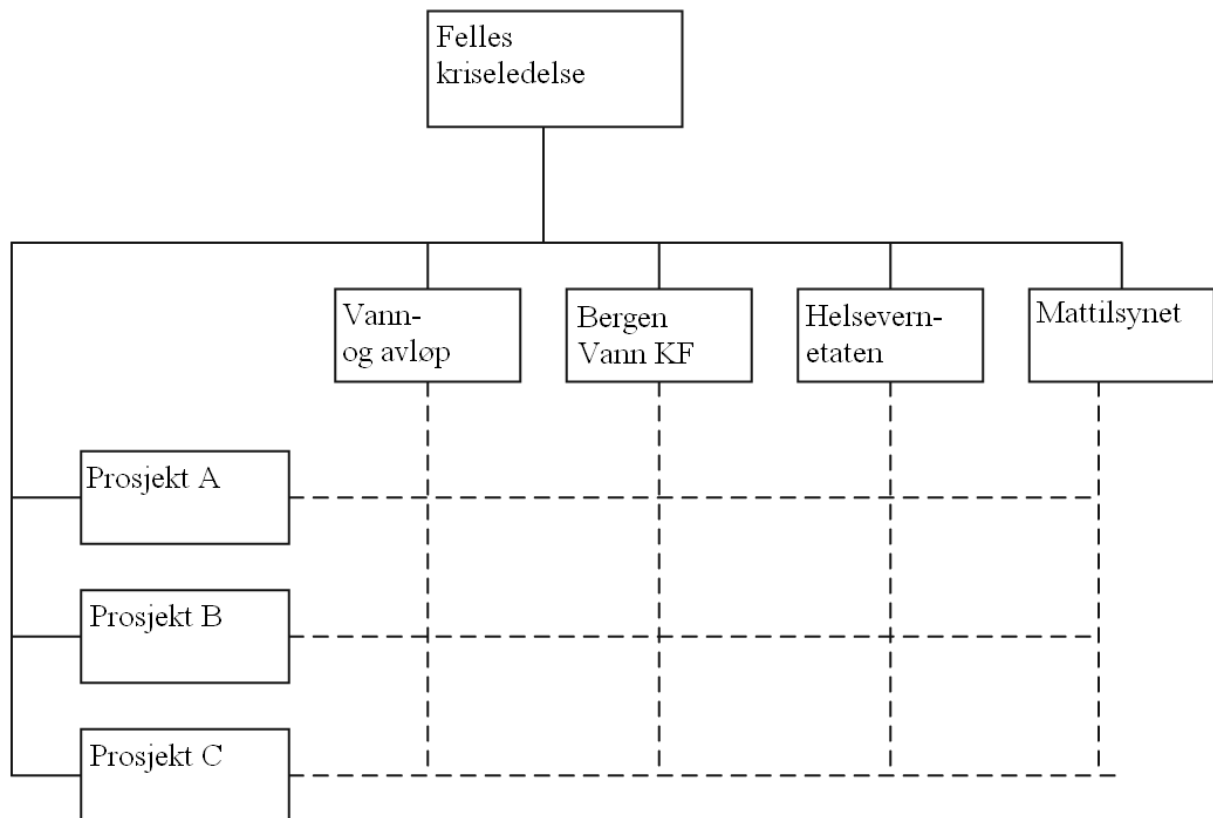 Felles
kriseledelse
Vann-
og avløp
Bergen
Vann KF
Helsevern-
etaten
Mattilsynet
Prosjekt A
Prosjekt B
Prosjekt C